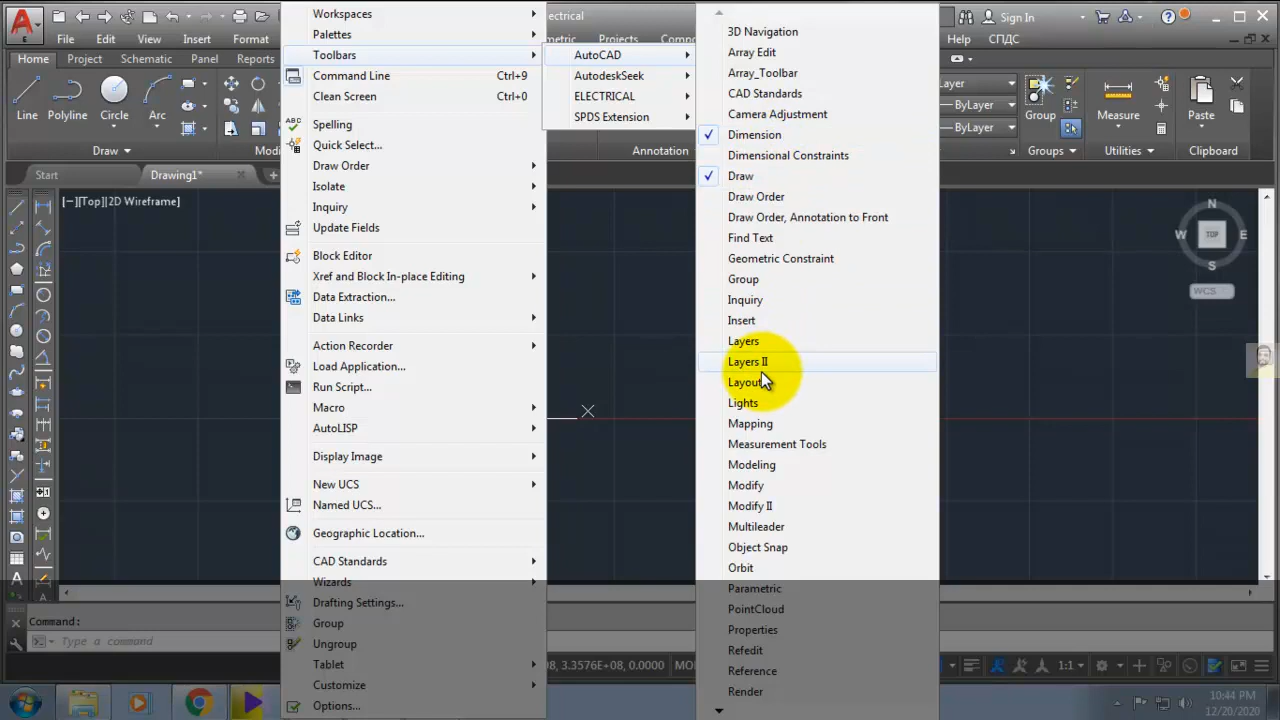 A
E
File
Edit
View
Insert
Format
Home
Project
Schematic
Panel
Reports
Line
Polyline
Circle
Arc
Draw
Start
Drawing1*
[−][Top][2D Wireframe]
Command:
Type a command
Workspaces
Palettes
Toolbars
Command Line Ctrl+9
Clean Screen Ctrl+0
Spelling
Quick Select...
Draw Order
Isolate
Inquiry
Update Fields
Block Editor
Xref and Block In-place Editing
Data Extraction...
Data Links
Action Recorder
Load Application...
Run Script...
Macro
AutoLISP
Display Image
New UCS
Named UCS...
Geographic Location...
CAD Standards
Wizards
Drafting Settings...
Group
Ungroup
Tablet
Customize
Options...
AutoCAD
AutodeskSeek
ELECTRICAL
SPDS Extension
Projects
Annotation
3D Navigation
Array Edit
Array_Toolbar
CAD Standards
Camera Adjustment
Dimension
Dimensional Constraints
Draw
Draw Order
Draw Order, Annotation to Front
Find Text
Geometric Constraint
Group
Inquiry
Insert
Layers
Layers II
Lights
Mapping
Measurement Tools
Modeling
Modify
Modify II
Multileader
Object Snap
Orbit
Parametric
PointCloud
Properties
Refedit
Reference
Render
Sign In
Help
СПДС
ByLayer
ByLayer
Group
Measure
Paste
Groups
Utilities
Clipboard
N
W
TOP
E
S
WCS
3.3576E+08, 0.0000
1:1
10:44 PM
12/20/2020